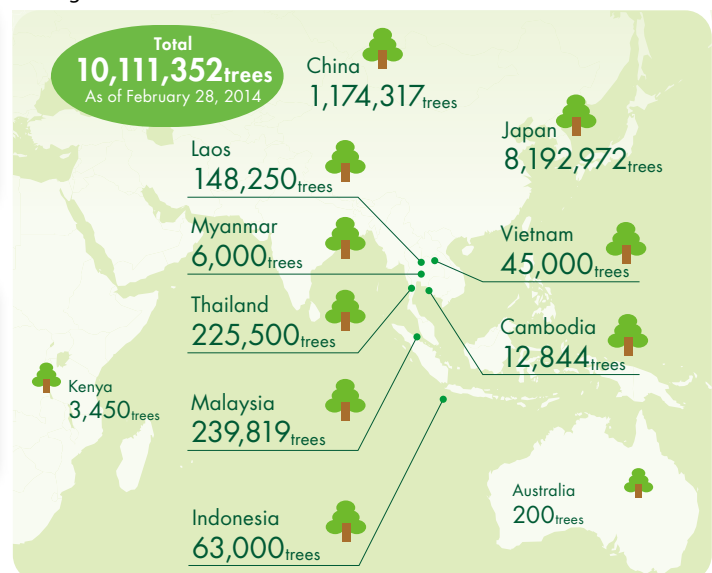 Total
10,111,352trees
As of February 28, 2014
China
1,174,317trees
Japan
8,192,972trees
Laos
148,250trees
Myanmar
6,000trees
Vietnam
45,000trees
Thailand
225,500trees
Cambodia
12,844trees
Kenya
3,450trees
Malaysia
239,819trees
Australia
200trees
Indonesia
63,000trees